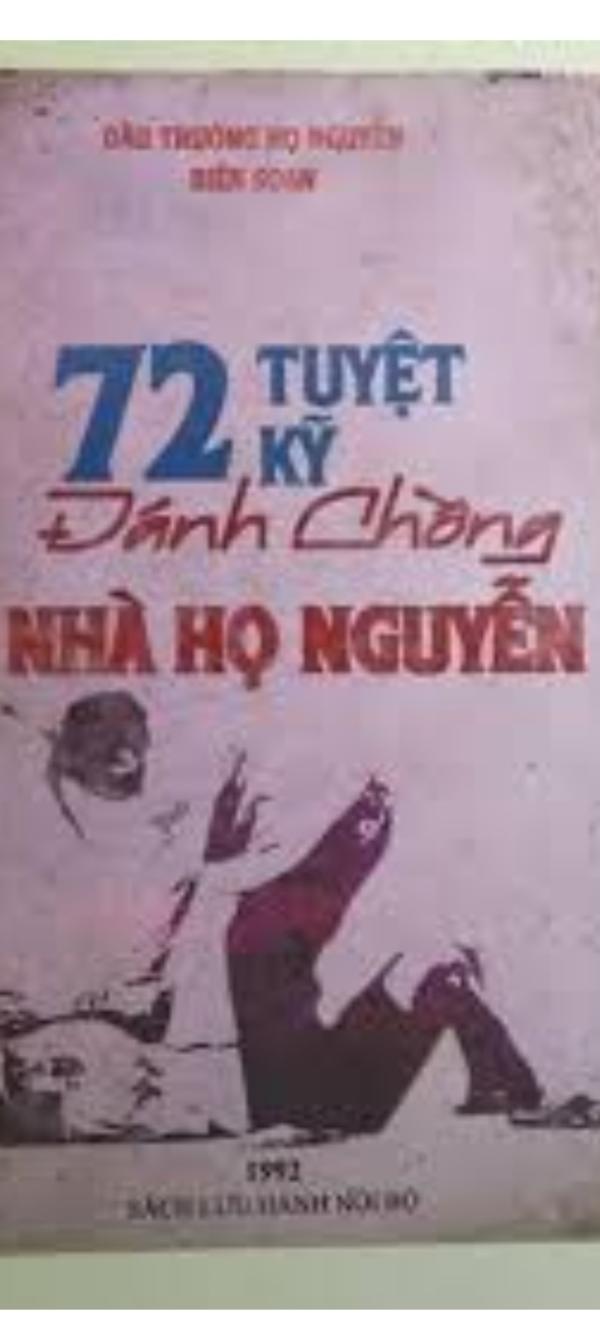 DÂU TRƯỞNG HỌ NGUYỄN
BIÊN SOẠN
72 TUYỆT
KỸ
Đánh Chồng
NHÀ HỌ NGUYỄN
1992
SÁCH LƯU HÀNH NỘI BỘ